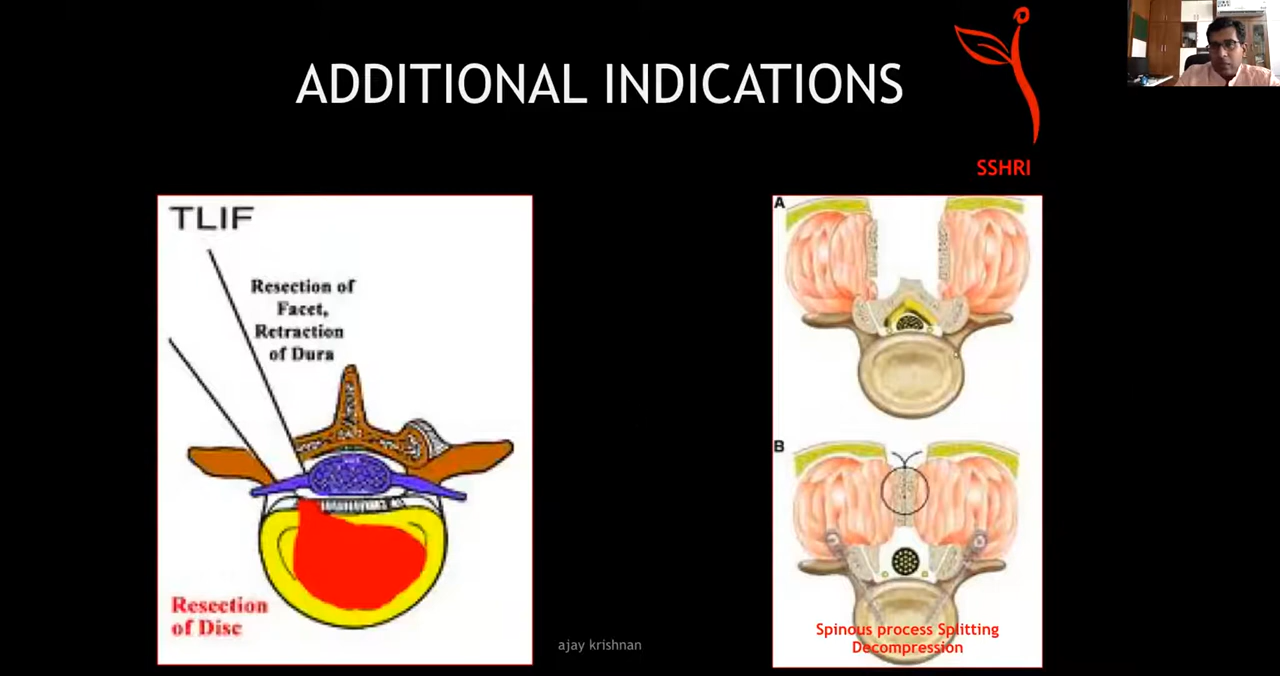 ADDITIONAL INDICATIONS
SSHRI
TLIF
Resection of
Facet,
Retraction
of Dura
Resection
of Disc
A
B
Spinous process Splitting
Decompression
ajay krishnan